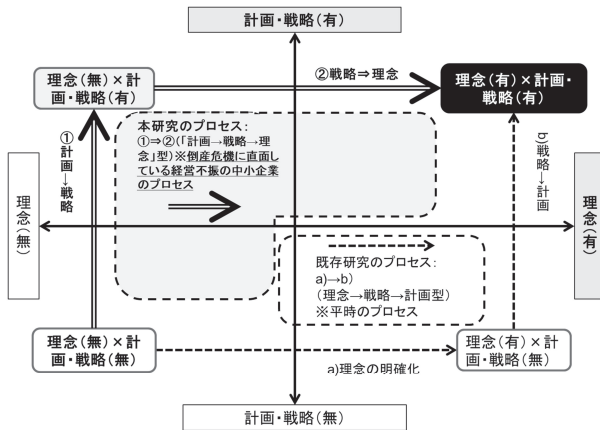 計画・戦略(有)
理念(無)×計
画・戦略(有)
②戦略⇒理念
理念(有)×計画・
戦略(有)
①計画→戦略
本研究のプロセス:
①⇒②(「計画→戦略→理
念」型)※倒産危機に直面し
ている経営不振の中小企業
のプロセス
b)戦略→計画
理念(無)
理念(有)
既存研究のプロセス:
a)→b)
(理念→戦略→計画型)
※平時のプロセス
理念(無)×計
画・戦略(無)
理念(有)×計
画・戦略(無)
a)理念の明確化
計画・戦略(無)